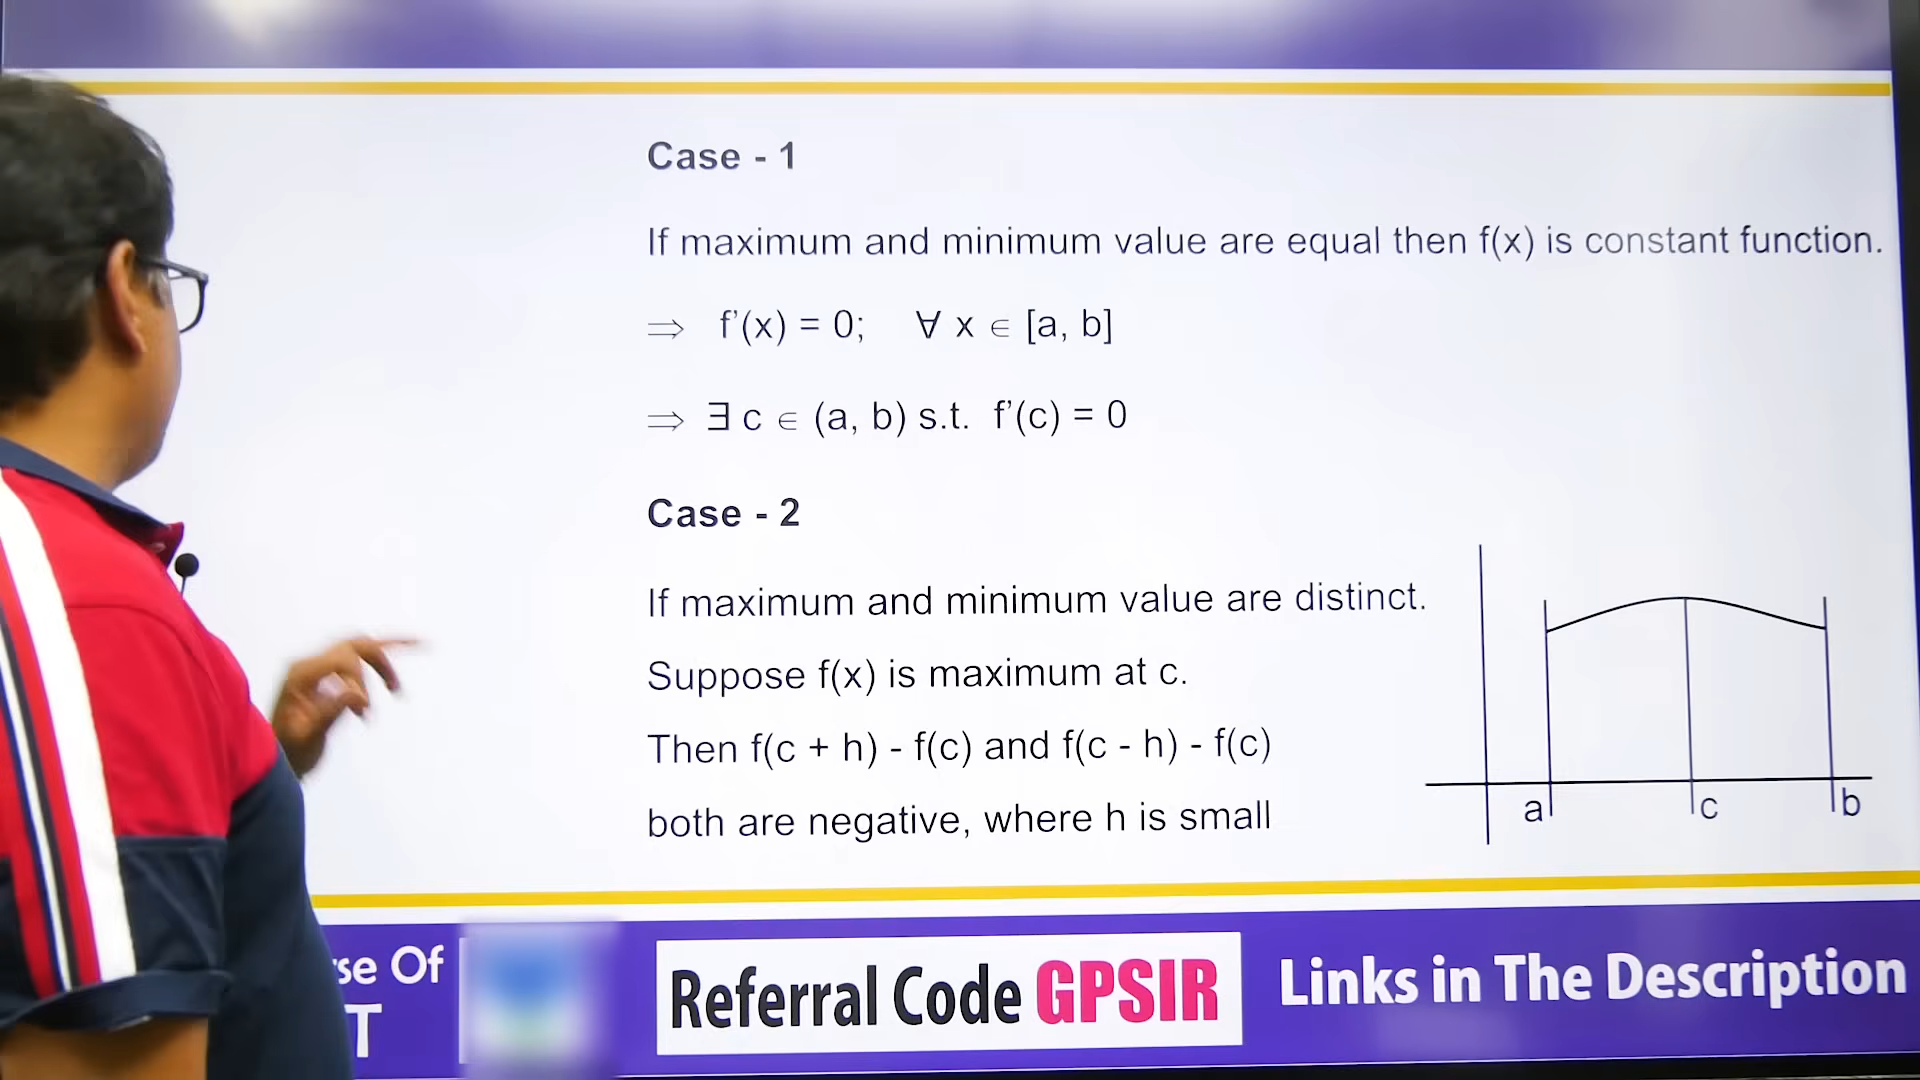 Case - 1
If maximum and minimum value are equal then f(x) is constant function.
⇒ f'(x) = 0; ∀ x ∈ [a, b]
⇒ ∃ c ∈ (a, b) s.t. f'(c) = 0
Case - 2
If maximum and minimum value are distinct.
Suppose f(x) is maximum at c.
Then f(c + h) - f(c) and f(c - h) - f(c)
both are negative, where h is small
a c b
Of
T
Referral Code GPSIR
Links in The Description